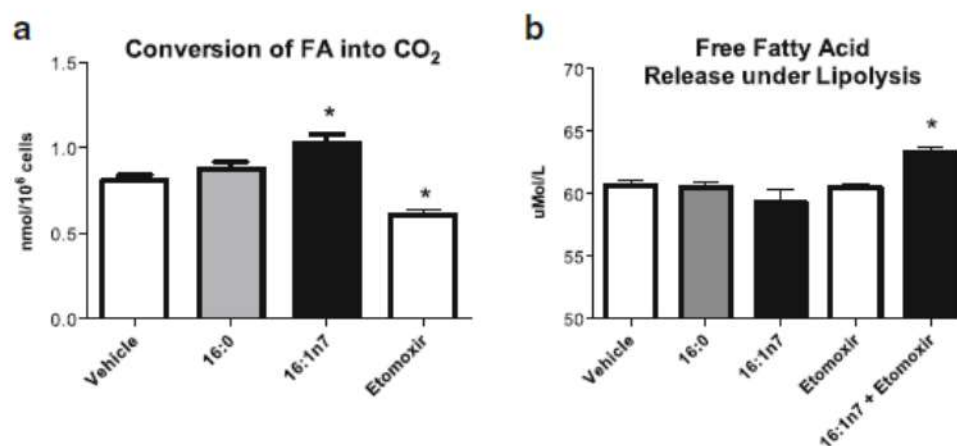 a
Conversion of FA into CO₂
1.5
1.0
0.5
0.0
nmol/10⁶ cells
*
*
Vehicle
16:0
16:1n7
Etomoxir
b
Free Fatty Acid
Release under Lipolysis
70
65
60
55
50
uMol/L
*
Vehicle
16:0
16:1n7
Etomoxir
16:1n7 + Etomoxir